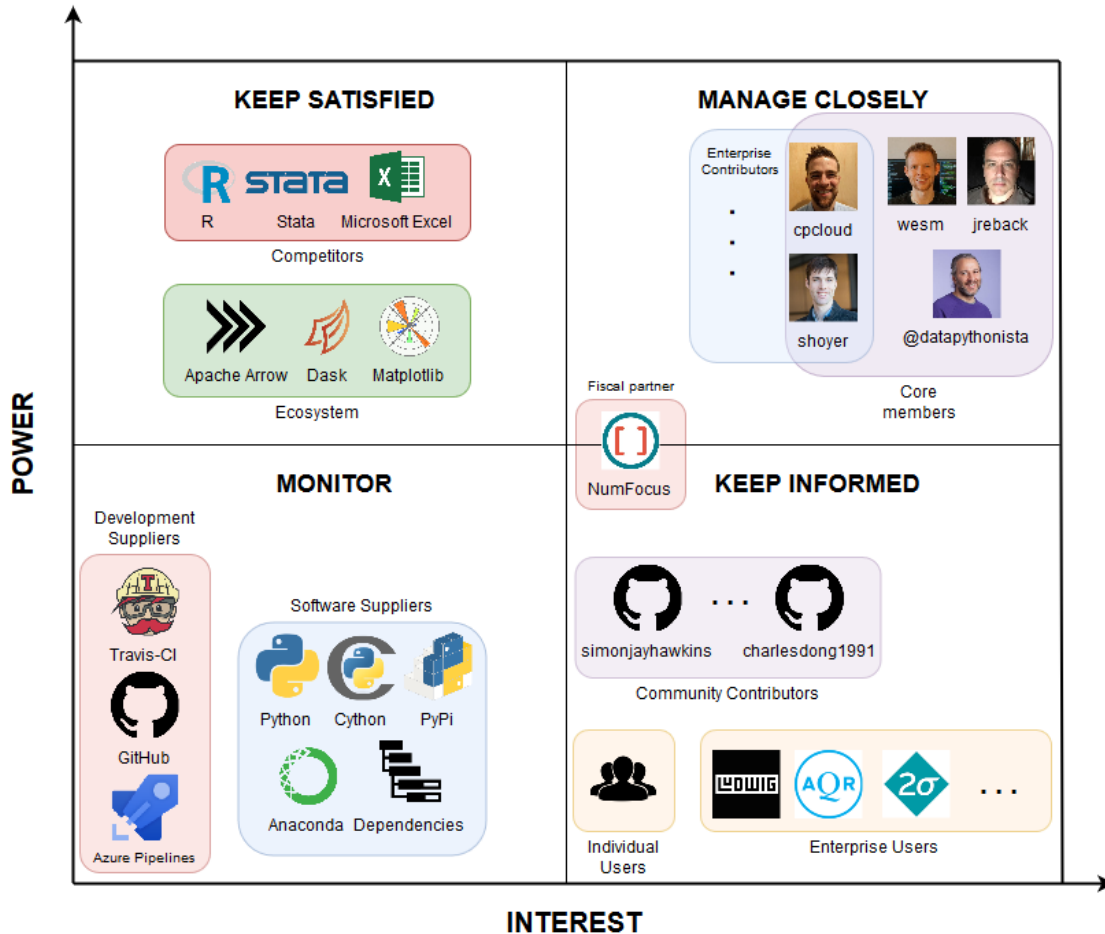 KEEP SATISFIED
R
STATA
X
R
Stata
Microsoft Excel
Competitors
Apache Arrow
Dask
Matplotlib
Ecosystem
MANAGE CLOSELY
Enterprise
Contributors
cpcloud
wesm
jreback
shoyer
@datapythonista
Core
members
Fiscal partner
[ ]
NumFocus
POWER
MONITOR
Development
Suppliers
T
Travis-CI
GitHub
Azure Pipelines
Software Suppliers
C
Python
Cython
PyPi
Anaconda
Dependencies
KEEP INFORMED
. . .
simonjayhawkins
charlesdong1991
Community Contributors
LUDWIG
AQR
2σ
. . .
Individual
Users
Enterprise Users
INTEREST